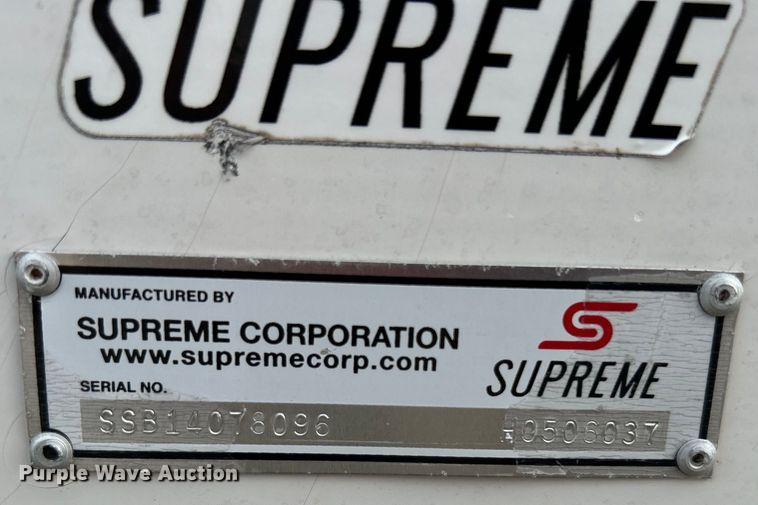 SUPREME
MANUFACTURED BY
SUPREME CORPORATION
www.supremecorp.com
SERIAL NO.
SUPREME
SSB14078096
H0506037
Purple Wave Auction